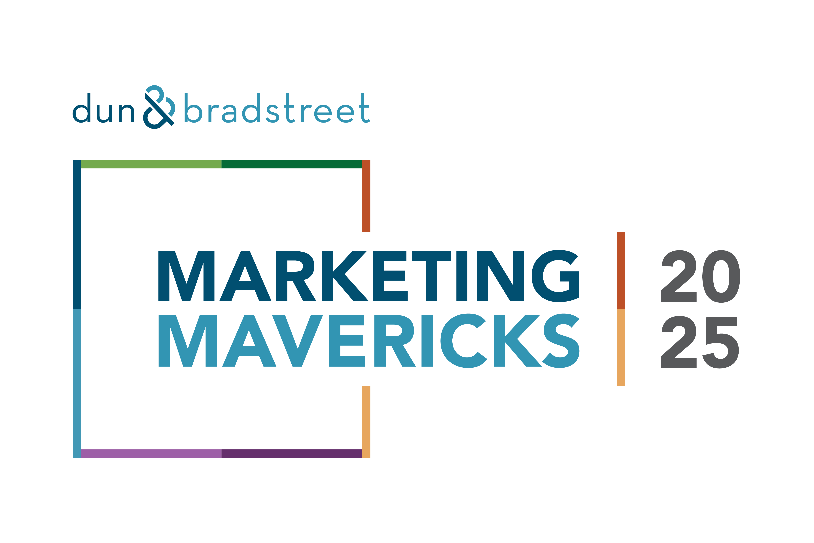 dun & bradstreet
MARKETING
MAVERICKS
20
25